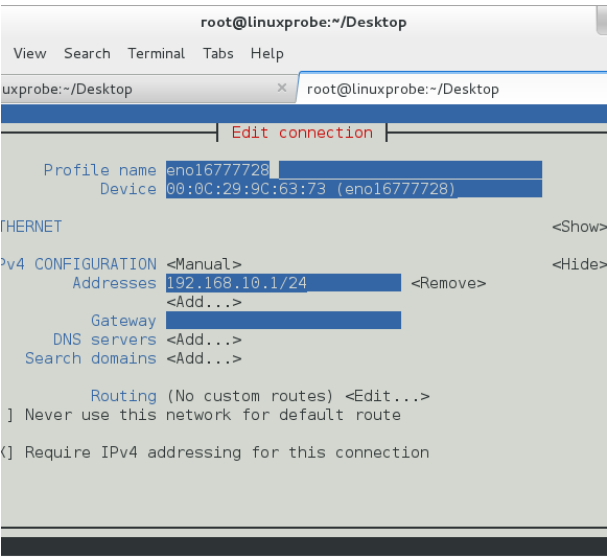 root@linuxprobe:~/Desktop
View Search Terminal Tabs Help
uxprobe:~/Desktop × root@linuxprobe:~/Desktop
Edit connection
Profile name eno16777728
Device 00:0C:29:9C:63:73 (eno16777728)
THERNET <Show>
Pv4 CONFIGURATION <Manual> <Hide>
Addresses 192.168.10.1/24 <Remove>
<Add...>
Gateway
DNS servers <Add...>
Search domains <Add...>
Routing (No custom routes) <Edit...>
] Never use this network for default route
X] Require IPv4 addressing for this connection